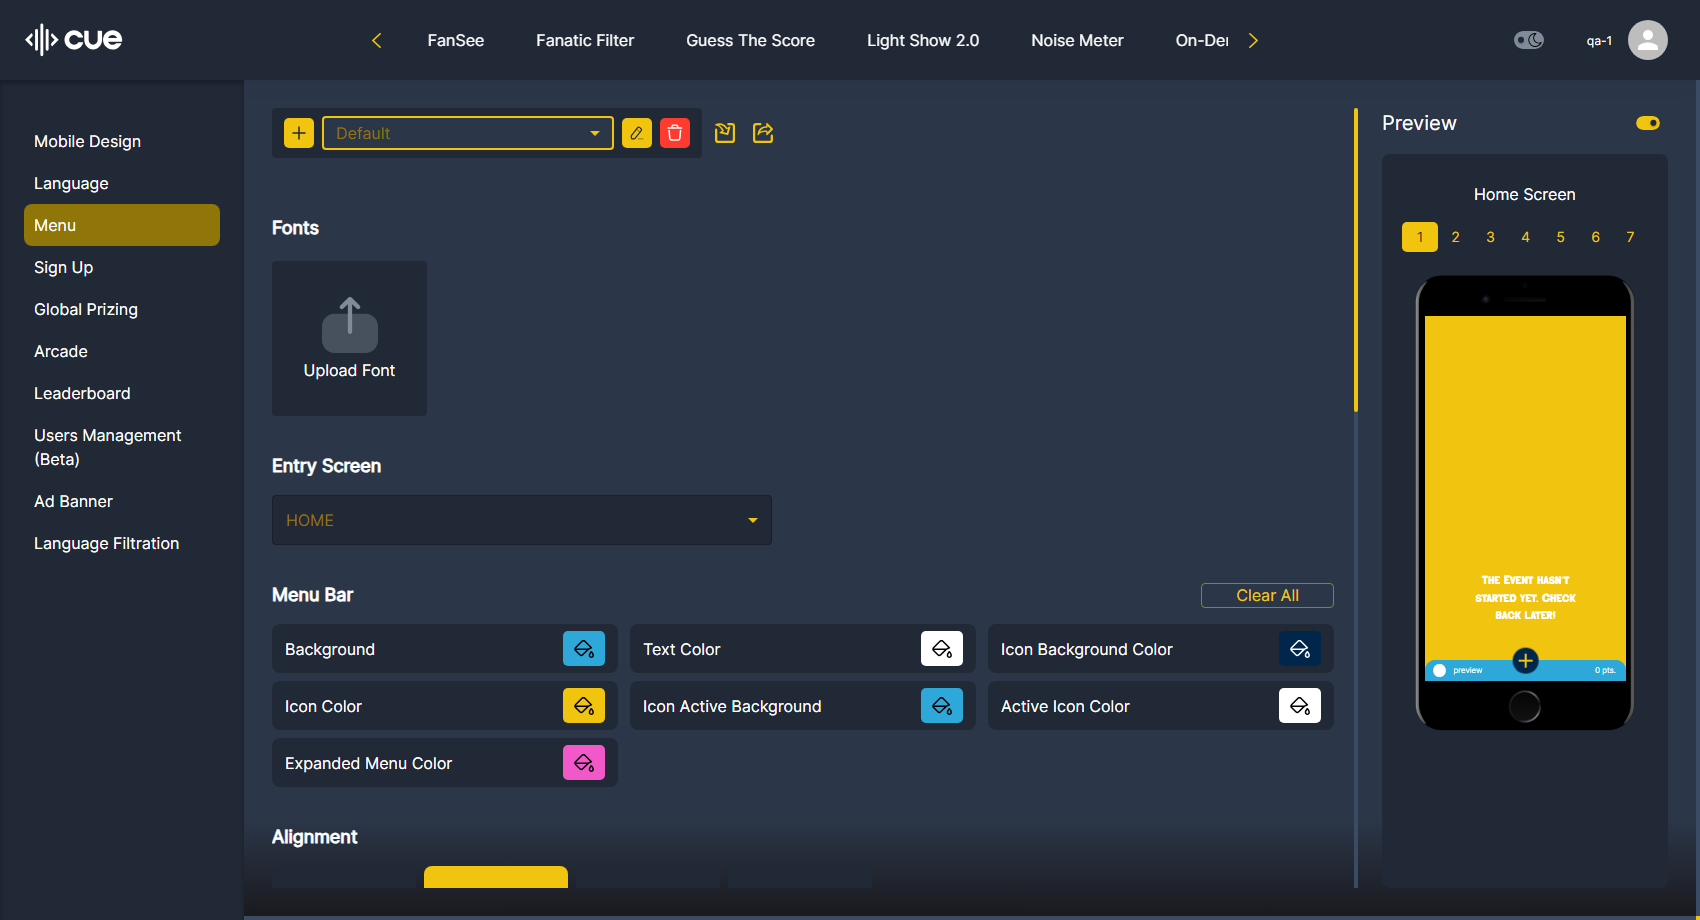 cue
FanSee
Fanatic Filter
Guess The Score
Light Show 2.0
Noise Meter
On-Der
qa-1
Mobile Design
Language
Menu
Sign Up
Global Prizing
Arcade
Leaderboard
Users Management
(Beta)
Ad Banner
Language Filtration
Default
Fonts
Upload Font
Entry Screen
HOME
Menu Bar
Clear All
Background
Text Color
Icon Background Color
Icon Color
Icon Active Background
Active Icon Color
Expanded Menu Color
Alignment
Preview
Home Screen
1 2 3 4 5 6 7
The Event hasn't
started yet. Check
back later!
preview
0 pts.